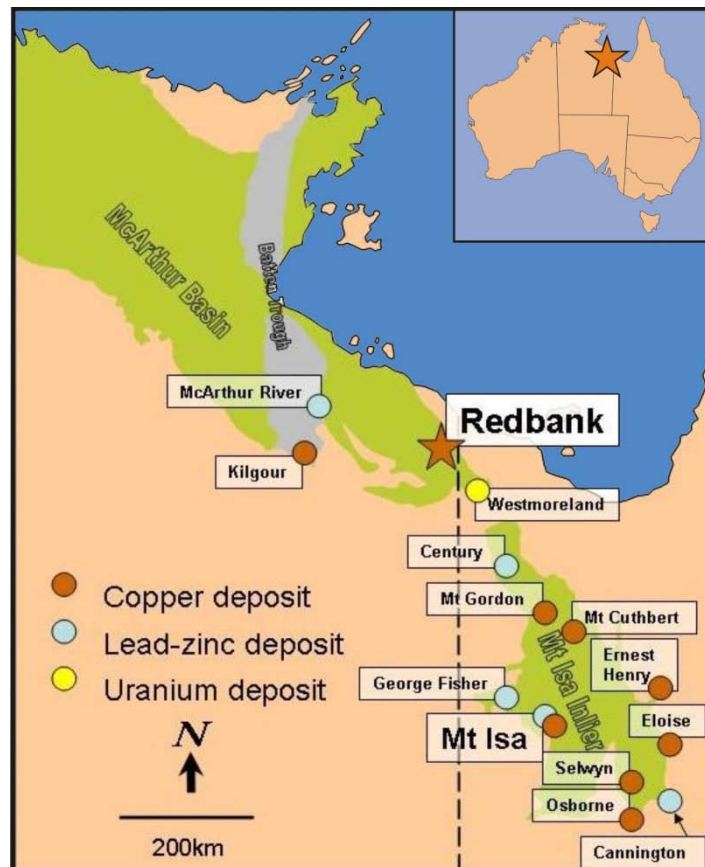 McArthur Basin
Batten Trough
McArthur River
Redbank
Kilgour
Westmoreland
Century
Copper deposit
Lead-zinc deposit
Uranium deposit
Mt Gordon
Mt Cuthbert
Mt Isa Inlier
Ernest
Henry
George Fisher
Eloise
Mt Isa
Selwyn
Osborne
Cannington
N
200km